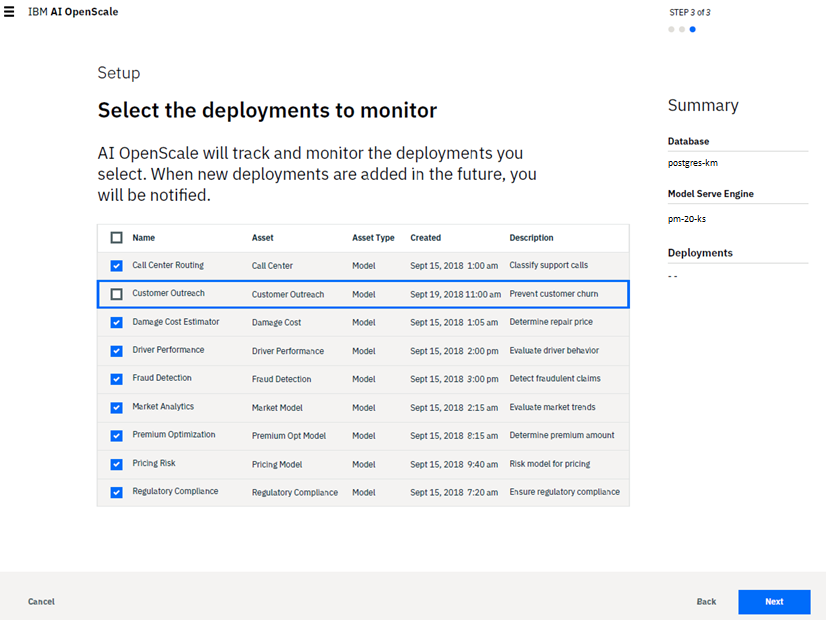 IBM AI OpenScale
STEP 3 of 3
Setup
Select the deployments to monitor
AI OpenScale will track and monitor the deployments you
select. When new deployments are added in the future, you
will be notified.
Name Asset Asset Type Created Description
Call Center Routing Call Center Model Sept 15, 2018 1:00 am Classify support calls
Customer Outreach Customer Outreach Model Sept 19, 2018 11:00 am Prevent customer churn
Damage Cost Estimator Damage Cost Model Sept 15, 2018 1:05 am Determine repair price
Driver Performance Driver Performance Model Sept 15, 2018 2:00 pm Evaluate driver behavior
Fraud Detection Fraud Detection Model Sept 15, 2018 3:00 pm Detect fraudulent claims
Market Analytics Market Model Model Sept 15, 2018 2:15 am Evaluate market trends
Premium Optimization Premium Opt Model Model Sept 15, 2018 8:15 am Determine premium amount
Pricing Risk Pricing Model Model Sept 15, 2018 9:40 am Risk model for pricing
Regulatory Compliance Regulatory Compliance Model Sept 15, 2018 7:20 am Ensure regulatory compliance
Summary
Database
postgres-km
Model Serve Engine
pm-20-ks
Deployments
- -
Cancel
Back
Next